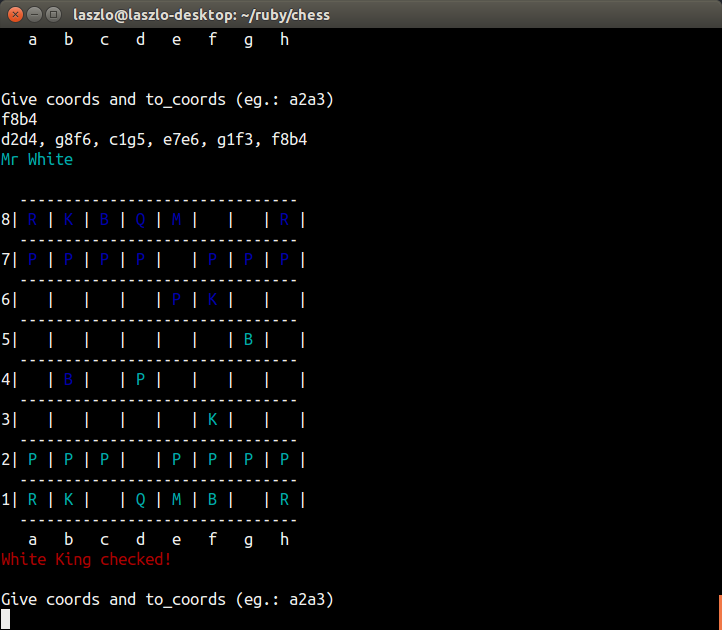 laszlo@laszlo-desktop: ~/ruby/chess
a b c d e f g h
Give coords and to_coords (eg.: a2a3)
f8b4
d2d4, g8f6, c1g5, e7e6, g1f3, f8b4
Mr White
-------------------------------
8| R | K | B | Q | M |   |   | R |
-------------------------------
7| P | P | P | P |   | P | P | P |
-------------------------------
6|   |   |   |   | P | K |   |   |
-------------------------------
5|   |   |   |   |   |   | B |   |
-------------------------------
4|   | B |   | P |   |   |   |   |
-------------------------------
3|   |   |   |   |   | K |   |   |
-------------------------------
2| P | P | P |   | P | P | P | P |
-------------------------------
1| R | K |   | Q | M | B |   | R |
-------------------------------
a b c d e f g h
White King checked!
Give coords and to_coords (eg.: a2a3)